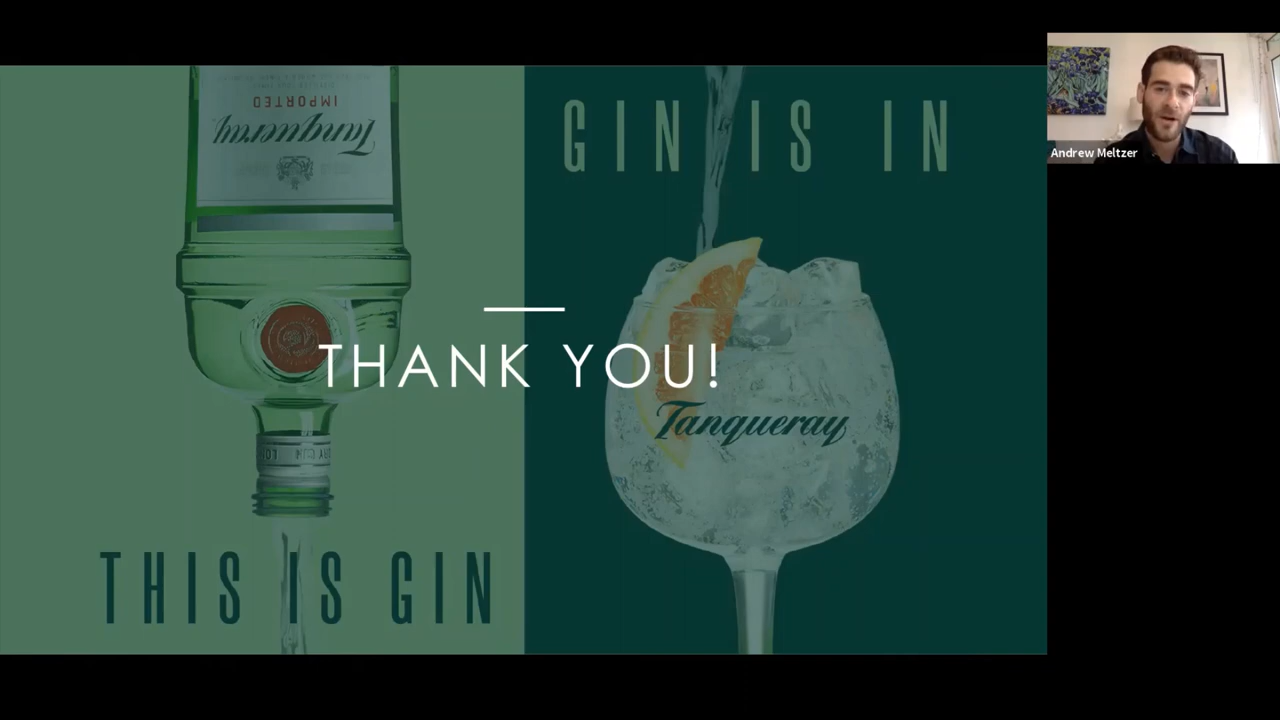 IMPORTED
Tanqueray
GIN IS IN
THANK YOU!
Tanqueray
THIS IS GIN
Andrew Meltzer